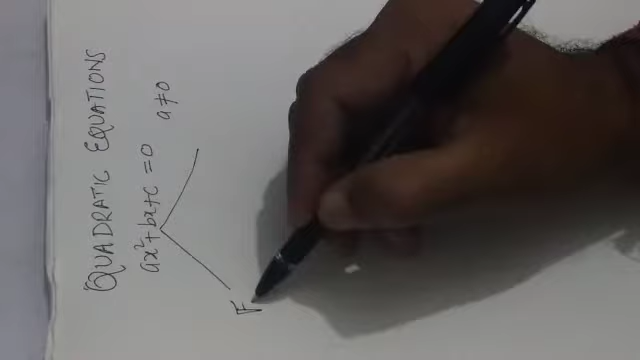 QUADRATIC EQUATIONS
ax²+bx+c = 0 a≠0